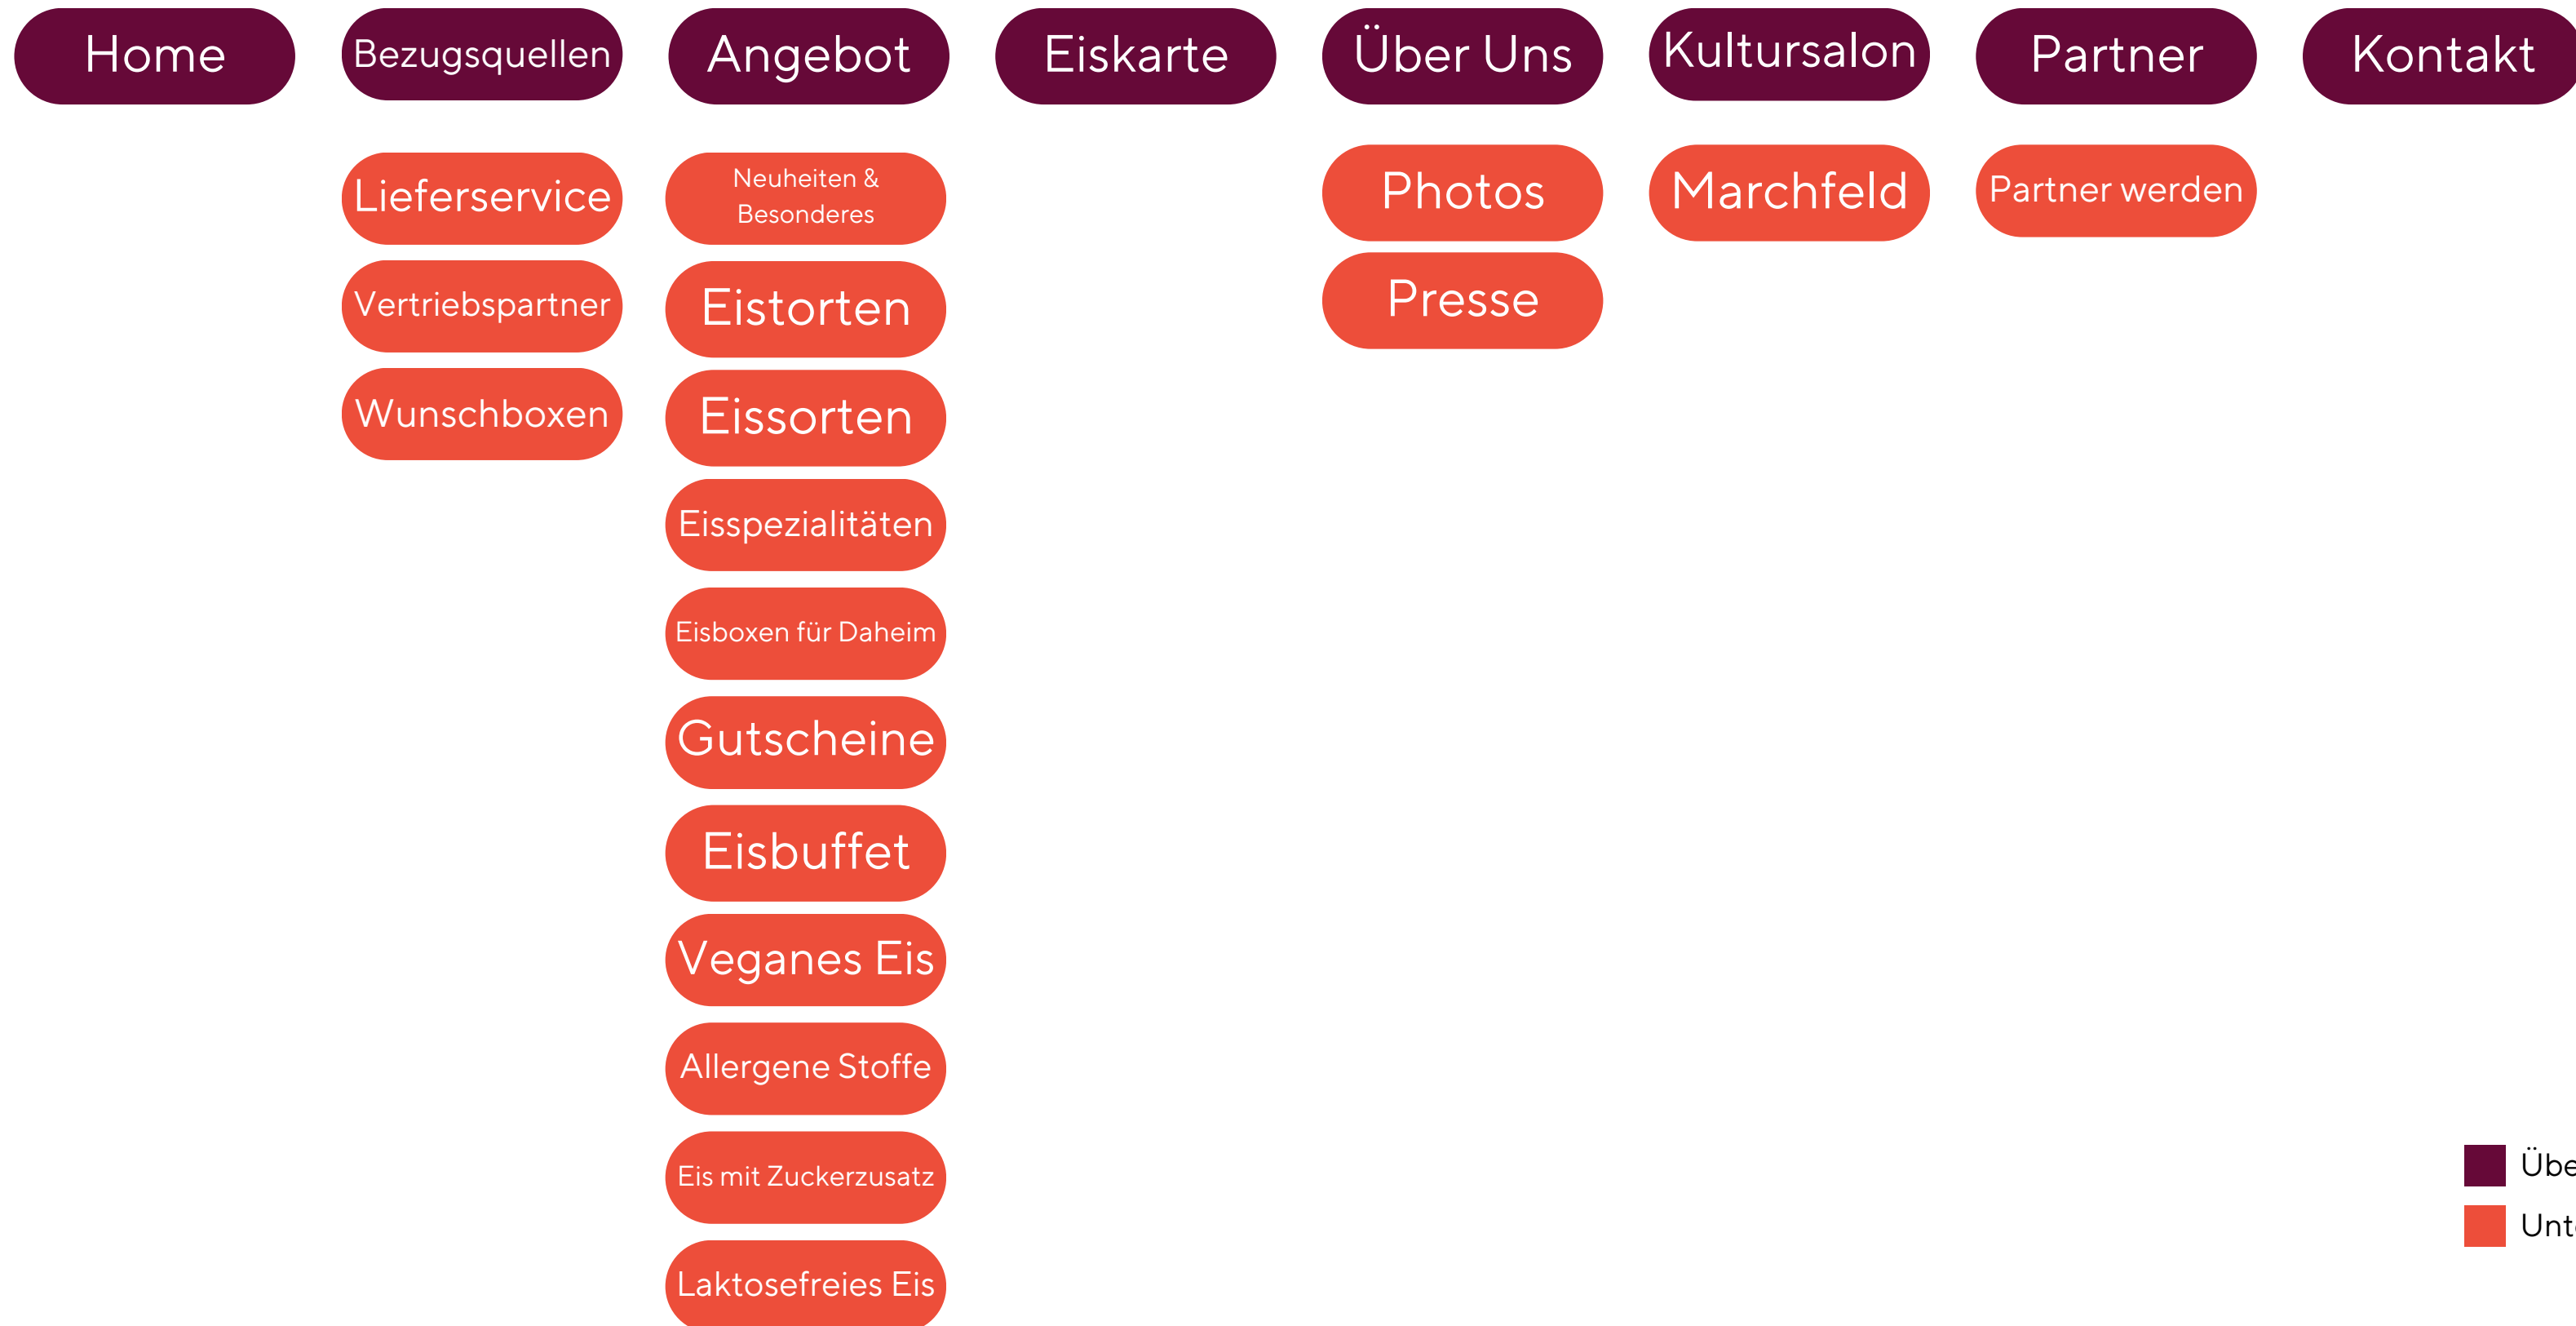 Home
Bezugsquellen
Angebot
Eiskarte
Über Uns
Kultursalon
Partner
Kontakt
Lieferservice
Vertriebspartner
Wunschboxen
Neuheiten &
Besonderes
Eistorten
Eissorten
Eisspezialitäten
Eisboxen für Daheim
Gutscheine
Eisbuffet
Veganes Eis
Allergene Stoffe
Eis mit Zuckerzusatz
Laktosefreies Eis
Photos
Presse
Marchfeld
Partner werden